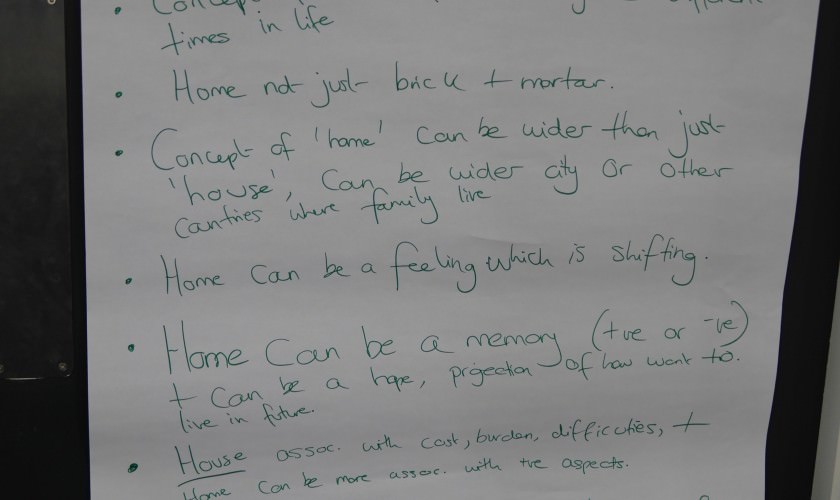 • Concept
times in life
• Home not just brick + mortar.
• Concept of 'home' can be wider than just
'house', can be wider city or other
cantries where family live
• Home can be a feeling which is shifting.
• Home can be a memory (+ve or -ve)
+ can be a hope, projection of how want to.
live in future.
• House assoc. with cost, burden, difficulties, +
Home can be more assoc. with +ve aspects.